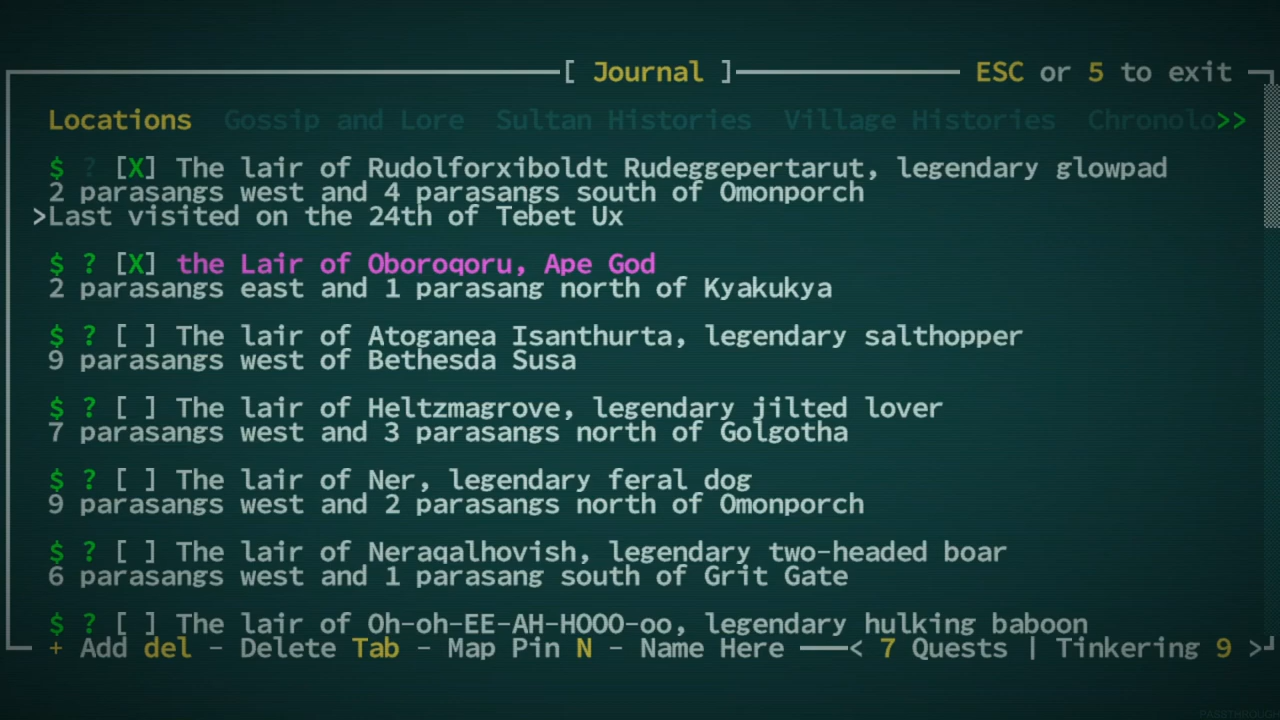 [ Journal ] ESC or 5 to exit
Locations Gossip and Lore Sultan Histories Village Histories Chronolo>>
$ ? [X] The lair of Rudolforxiboldt Rudeggepertarut, legendary glowpad
2 parasangs west and 4 parasangs south of Omonporch
>Last visited on the 24th of Tebet Ux
$ ? [X] the Lair of Oboroqoru, Ape God
2 parasangs east and 1 parasang north of Kyakukya
$ ? [ ] The lair of Atoganea Isanthurta, legendary salthopper
9 parasangs west of Bethesda Susa
$ ? [ ] The lair of Heltzmagrove, legendary jilted lover
7 parasangs west and 3 parasangs north of Golgotha
$ ? [ ] The lair of Ner, legendary feral dog
9 parasangs west and 2 parasangs north of Omonporch
$ ? [ ] The lair of Neraqalhovish, legendary two-headed boar
6 parasangs west and 1 parasang south of Grit Gate
$ ? [ ] The lair of Oh-oh-EE-AH-HOOO-oo, legendary hulking baboon
+ Add del - Delete Tab - Map Pin N - Name Here < 7 Quests | Tinkering 9 >